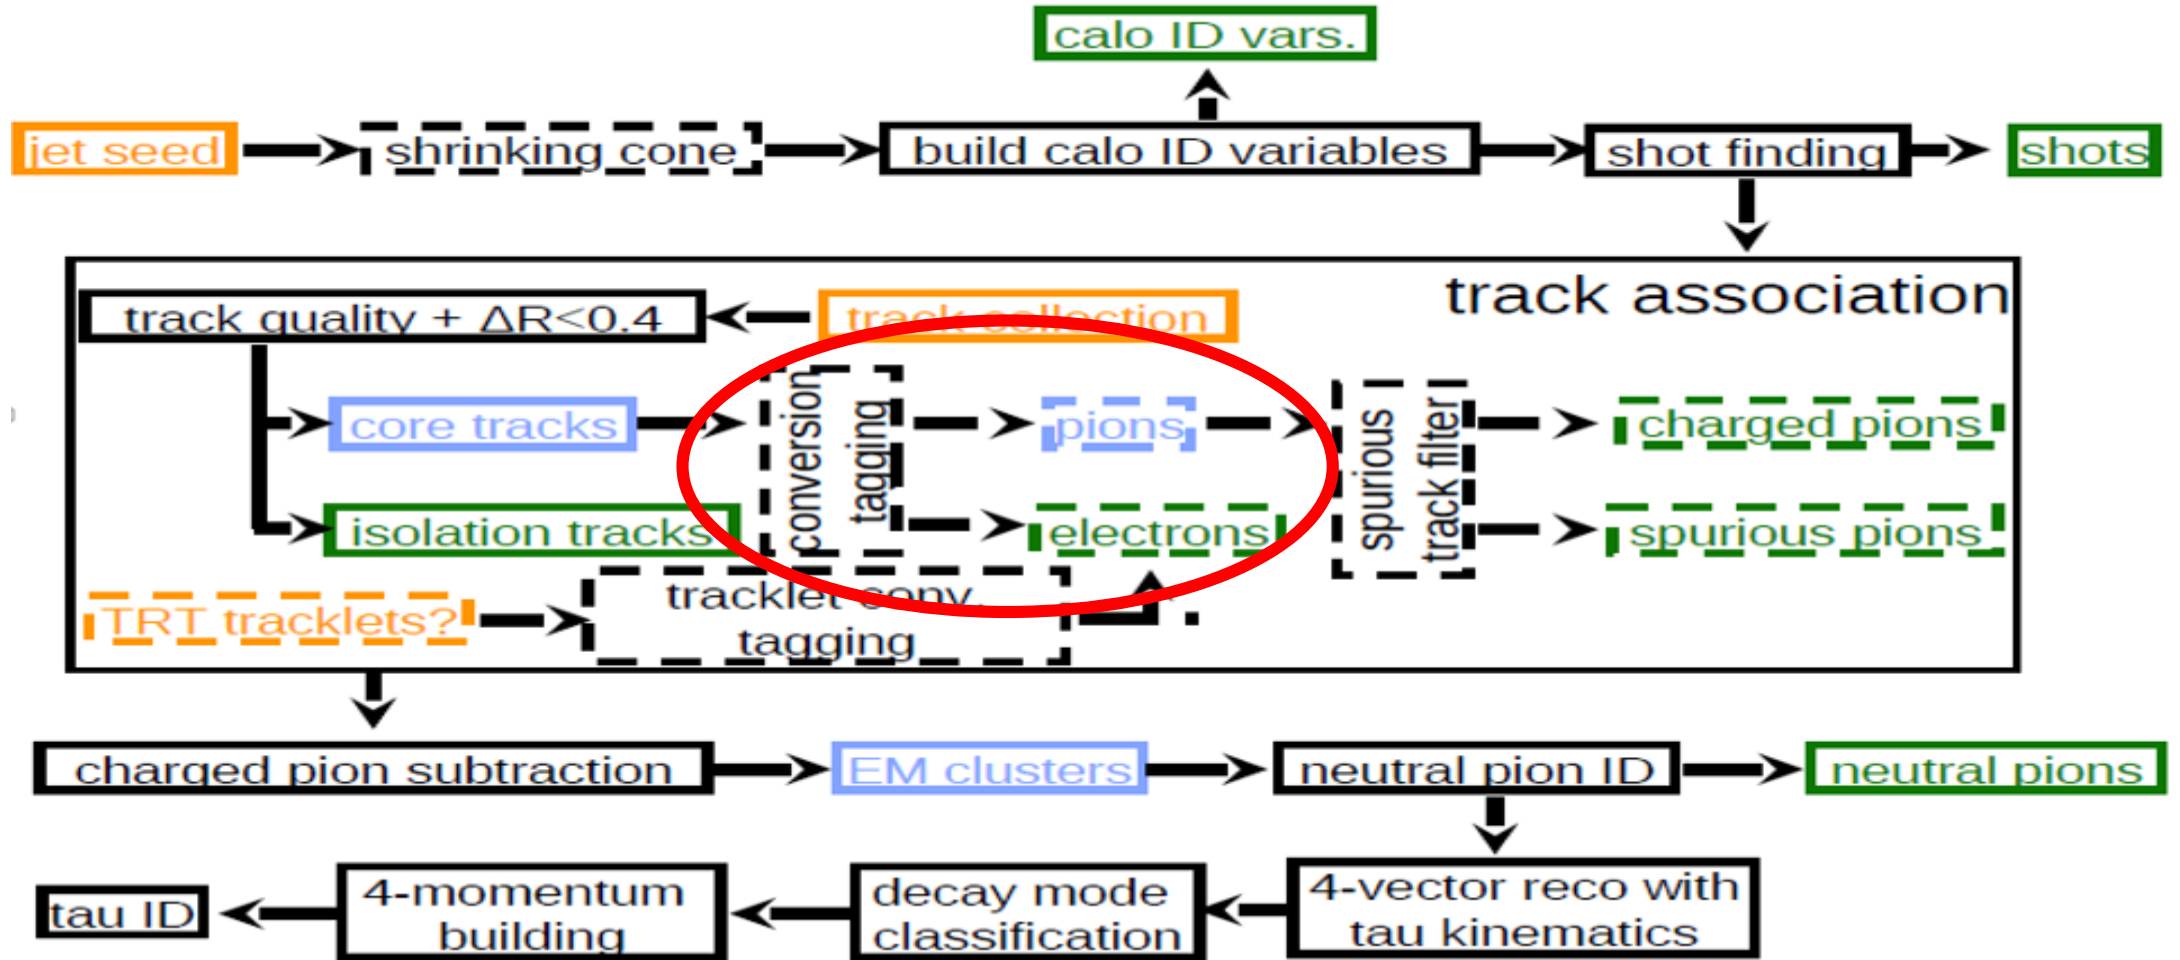 calo ID vars.
jet seed
shrinking cone
build calo ID variables
shot finding
shots
track association
track quality + ΔR<0.4
track collection
core tracks
conversion
tagging
pions
spurious
track filter
charged pions
isolation tracks
electrons
spurious pions
TRT tracklets?
tracklet conv.
tagging
charged pion subtraction
EM clusters
neutral pion ID
neutral pions
tau ID
4-momentum
building
decay mode
classification
4-vector reco with
tau kinematics